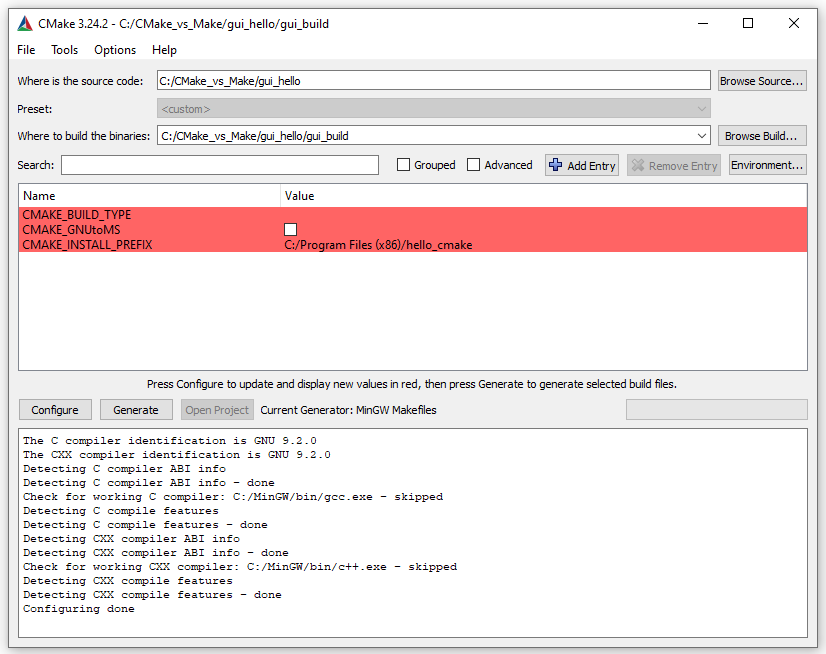 CMake 3.24.2 - C:/CMake_vs_Make/gui_hello/gui_build
File Tools Options Help
Where is the source code: C:/CMake_vs_Make/gui_hello Browse Source...
Preset: <custom>
Where to build the binaries: C:/CMake_vs_Make/gui_hello/gui_build Browse Build...
Search: Grouped Advanced Add Entry Remove Entry Environment...
Name Value
CMAKE_BUILD_TYPE
CMAKE_GNUtoMS
CMAKE_INSTALL_PREFIX C:/Program Files (x86)/hello_cmake
Press Configure to update and display new values in red, then press Generate to generate selected build files.
Configure Generate Open Project Current Generator: MinGW Makefiles
The C compiler identification is GNU 9.2.0
The CXX compiler identification is GNU 9.2.0
Detecting C compiler ABI info
Detecting C compiler ABI info - done
Check for working C compiler: C:/MinGW/bin/gcc.exe - skipped
Detecting C compile features
Detecting C compile features - done
Detecting CXX compiler ABI info
Detecting CXX compiler ABI info - done
Check for working CXX compiler: C:/MinGW/bin/c++.exe - skipped
Detecting CXX compile features
Detecting CXX compile features - done
Configuring done